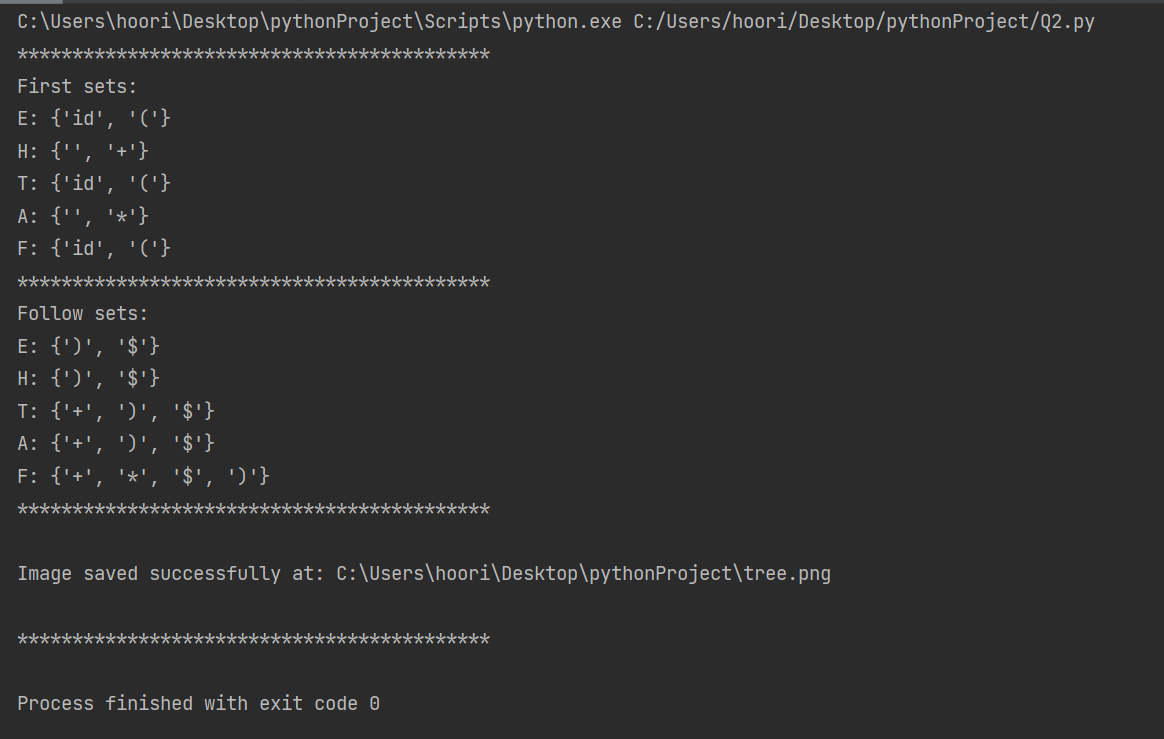 C:\Users\hoori\Desktop\pythonProject\Scripts\python.exe C:/Users/hoori/Desktop/pythonProject/Q2.py
*******************************************
First sets:
E: {'id', '('}
H: {'', '+'}
T: {'id', '('}
A: {'', '*'}
F: {'id', '('}
*******************************************
Follow sets:
E: {')', '$'}
H: {')', '$'}
T: {'+', ')', '$'}
A: {'+', ')', '$'}
F: {'+', '*', '$', ')'}
*******************************************
Image saved successfully at: C:\Users\hoori\Desktop\pythonProject\tree.png
*******************************************
Process finished with exit code 0